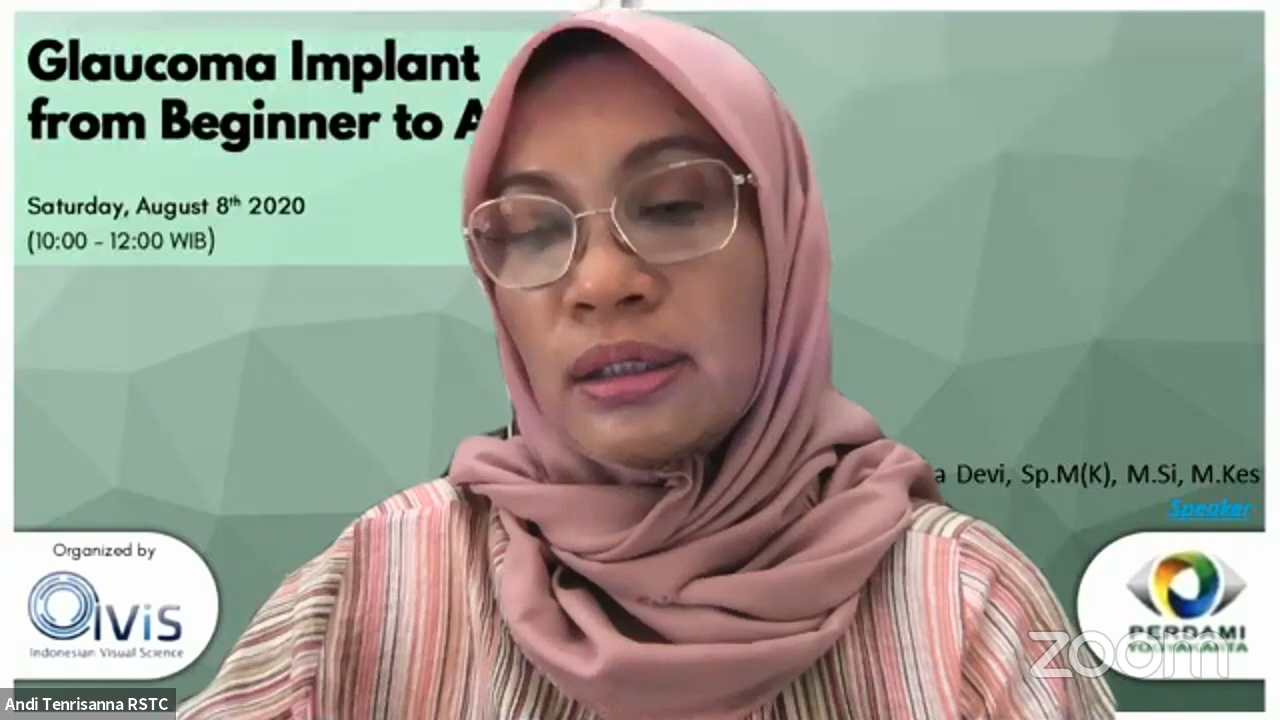 Glaucoma Implant
from Beginner to A
Saturday, August 8th 2020
(10:00 - 12:00 WIB)
a Devi, Sp.M(K), M.Si, M.Kes
Speaker
Organized by
IVIS
Indonesian Visual Science
PERDAMI
YOGYAKARTA
zoom
Andi Tenrisanna RSTC